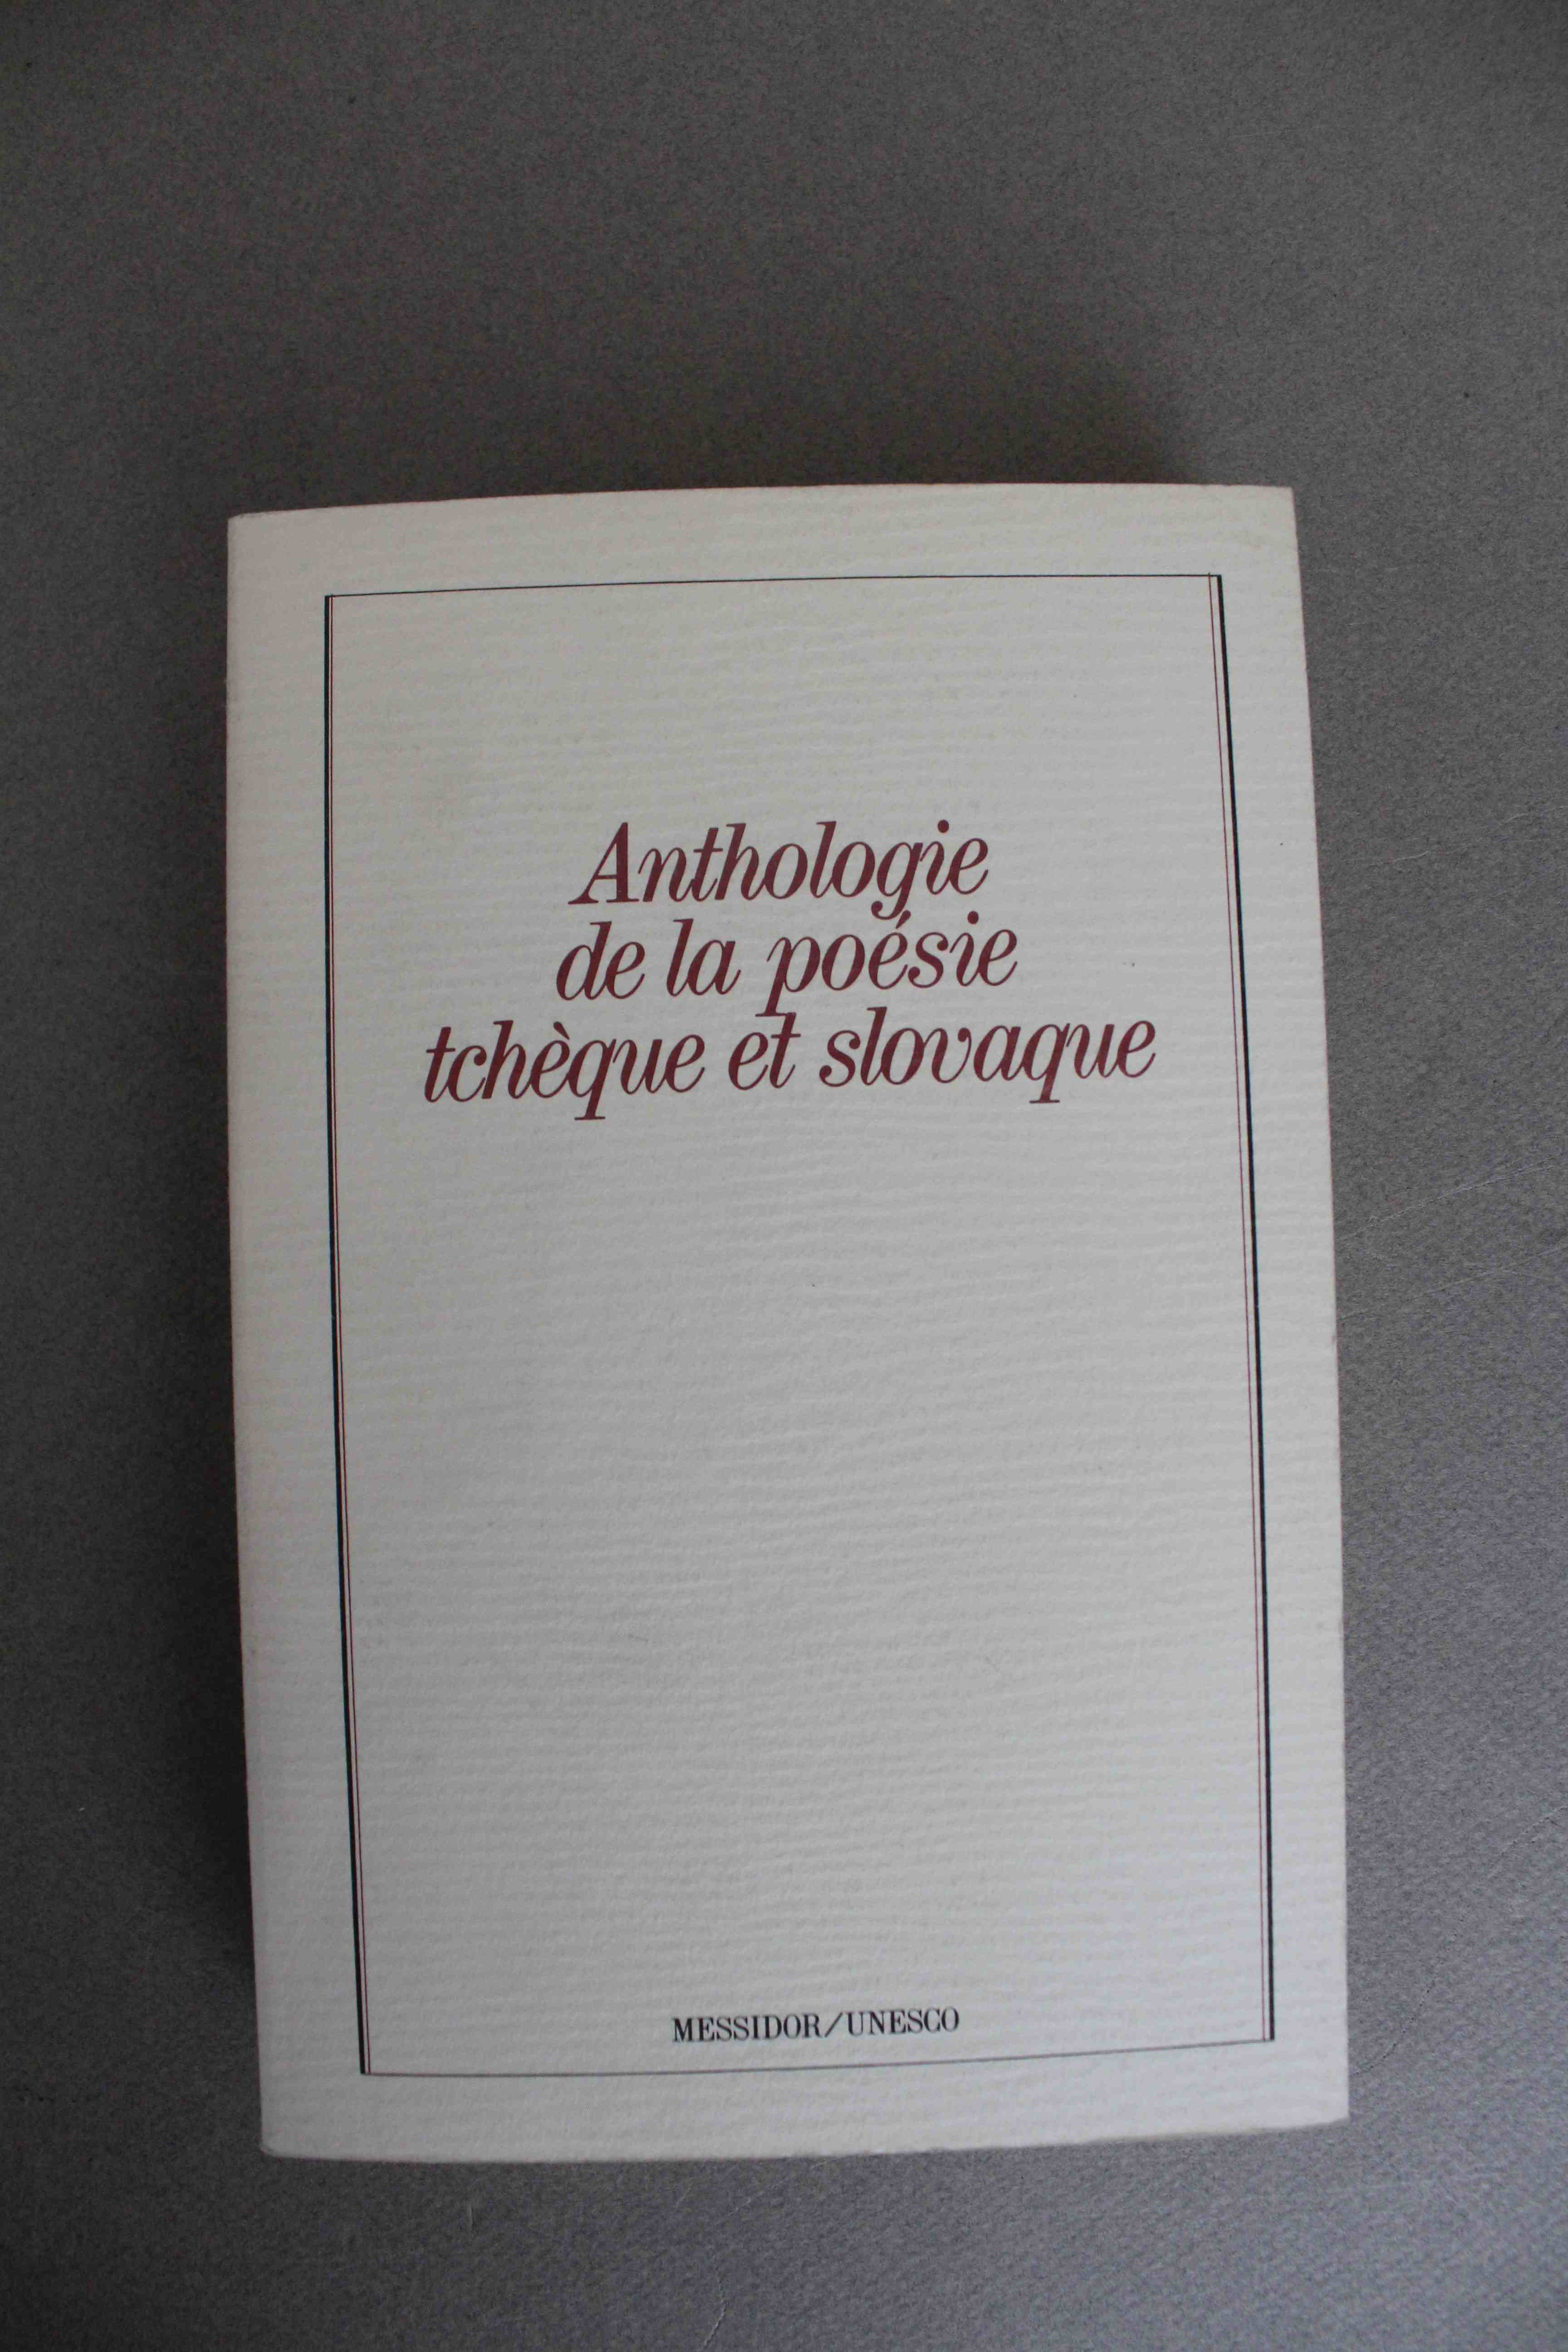 Anthologie
de la poésie
tchèque et slovaque
MESSIDOR/UNESCO